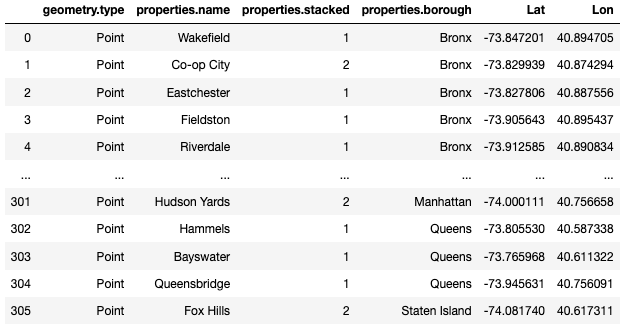 geometry.type properties.name properties.stacked properties.borough Lat Lon
0 Point Wakefield 1 Bronx -73.847201 40.894705
1 Point Co-op City 2 Bronx -73.829939 40.874294
2 Point Eastchester 1 Bronx -73.827806 40.887556
3 Point Fieldston 1 Bronx -73.905643 40.895437
4 Point Riverdale 1 Bronx -73.912585 40.890834
... ... ... ... ... ... ...
301 Point Hudson Yards 2 Manhattan -74.000111 40.756658
302 Point Hammels 1 Queens -73.805530 40.587338
303 Point Bayswater 1 Queens -73.765968 40.611322
304 Point Queensbridge 1 Queens -73.945631 40.756091
305 Point Fox Hills 2 Staten Island -74.081740 40.617311